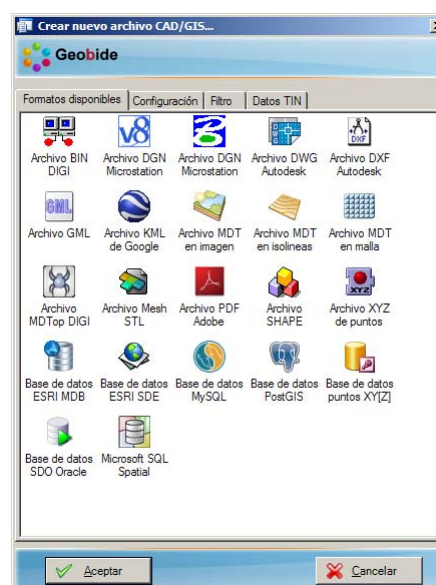 Crear nuevo archivo CAD/GIS...
Geobide
Formatos disponibles
Configuración
Filtro
Datos TIN
Archivo BIN
DIGI
V8
Archivo DGN
Microstation
Archivo DGN
Microstation
Archivo DWG
Autodesk
DXF
Archivo DXF
Autodesk
GML
Archivo GML
Archivo KML
de Google
Archivo MDT
en imagen
Archivo MDT
en isolineas
Archivo MDT
en malla
Archivo
MDTop DIGI
Archivo Mesh
STL
Archivo PDF
Adobe
Archivo
SHAPE
XYZ
Archivo XYZ
de puntos
Base de datos
ESRI MDB
Base de datos
ESRI SDE
Base de datos
MySQL
Base de datos
PostGIS
Base de datos
puntos XY[Z]
Base de datos
SDO Oracle
Microsoft SQL
Spatial
Aceptar
Cancelar